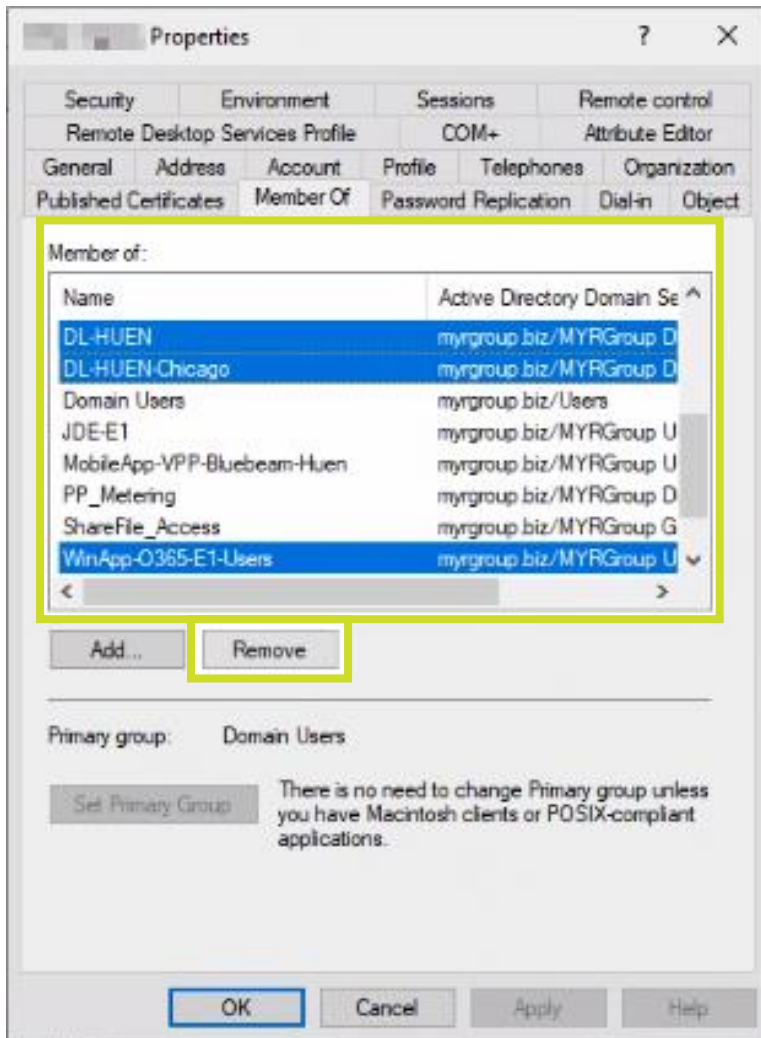 Properties ? ×
Security Environment Sessions Remote control
Remote Desktop Services Profile COM+ Attribute Editor
General Address Account Profile Telephones Organization
Published Certificates Member Of Password Replication Dial-in Object
Member of:
Name Active Directory Domain Se
DL-HUEN myrgroup.biz/MYRGroup D
DL-HUEN-Chicago myrgroup.biz/MYRGroup D
Domain Users myrgroup.biz/Users
JDE-E1 myrgroup.biz/MYRGroup U
MobileApp-VPP-Bluebeam-Huen myrgroup.biz/MYRGroup U
PP_Metering myrgroup.biz/MYRGroup D
ShareFile_Access myrgroup.biz/MYRGroup G
WinApp-O365-E1-Users myrgroup.biz/MYRGroup U
Add... Remove
Primary group: Domain Users
Set Primary Group
There is no need to change Primary group unless
you have Macintosh clients or POSIX-compliant
applications.
OK Cancel Apply Help